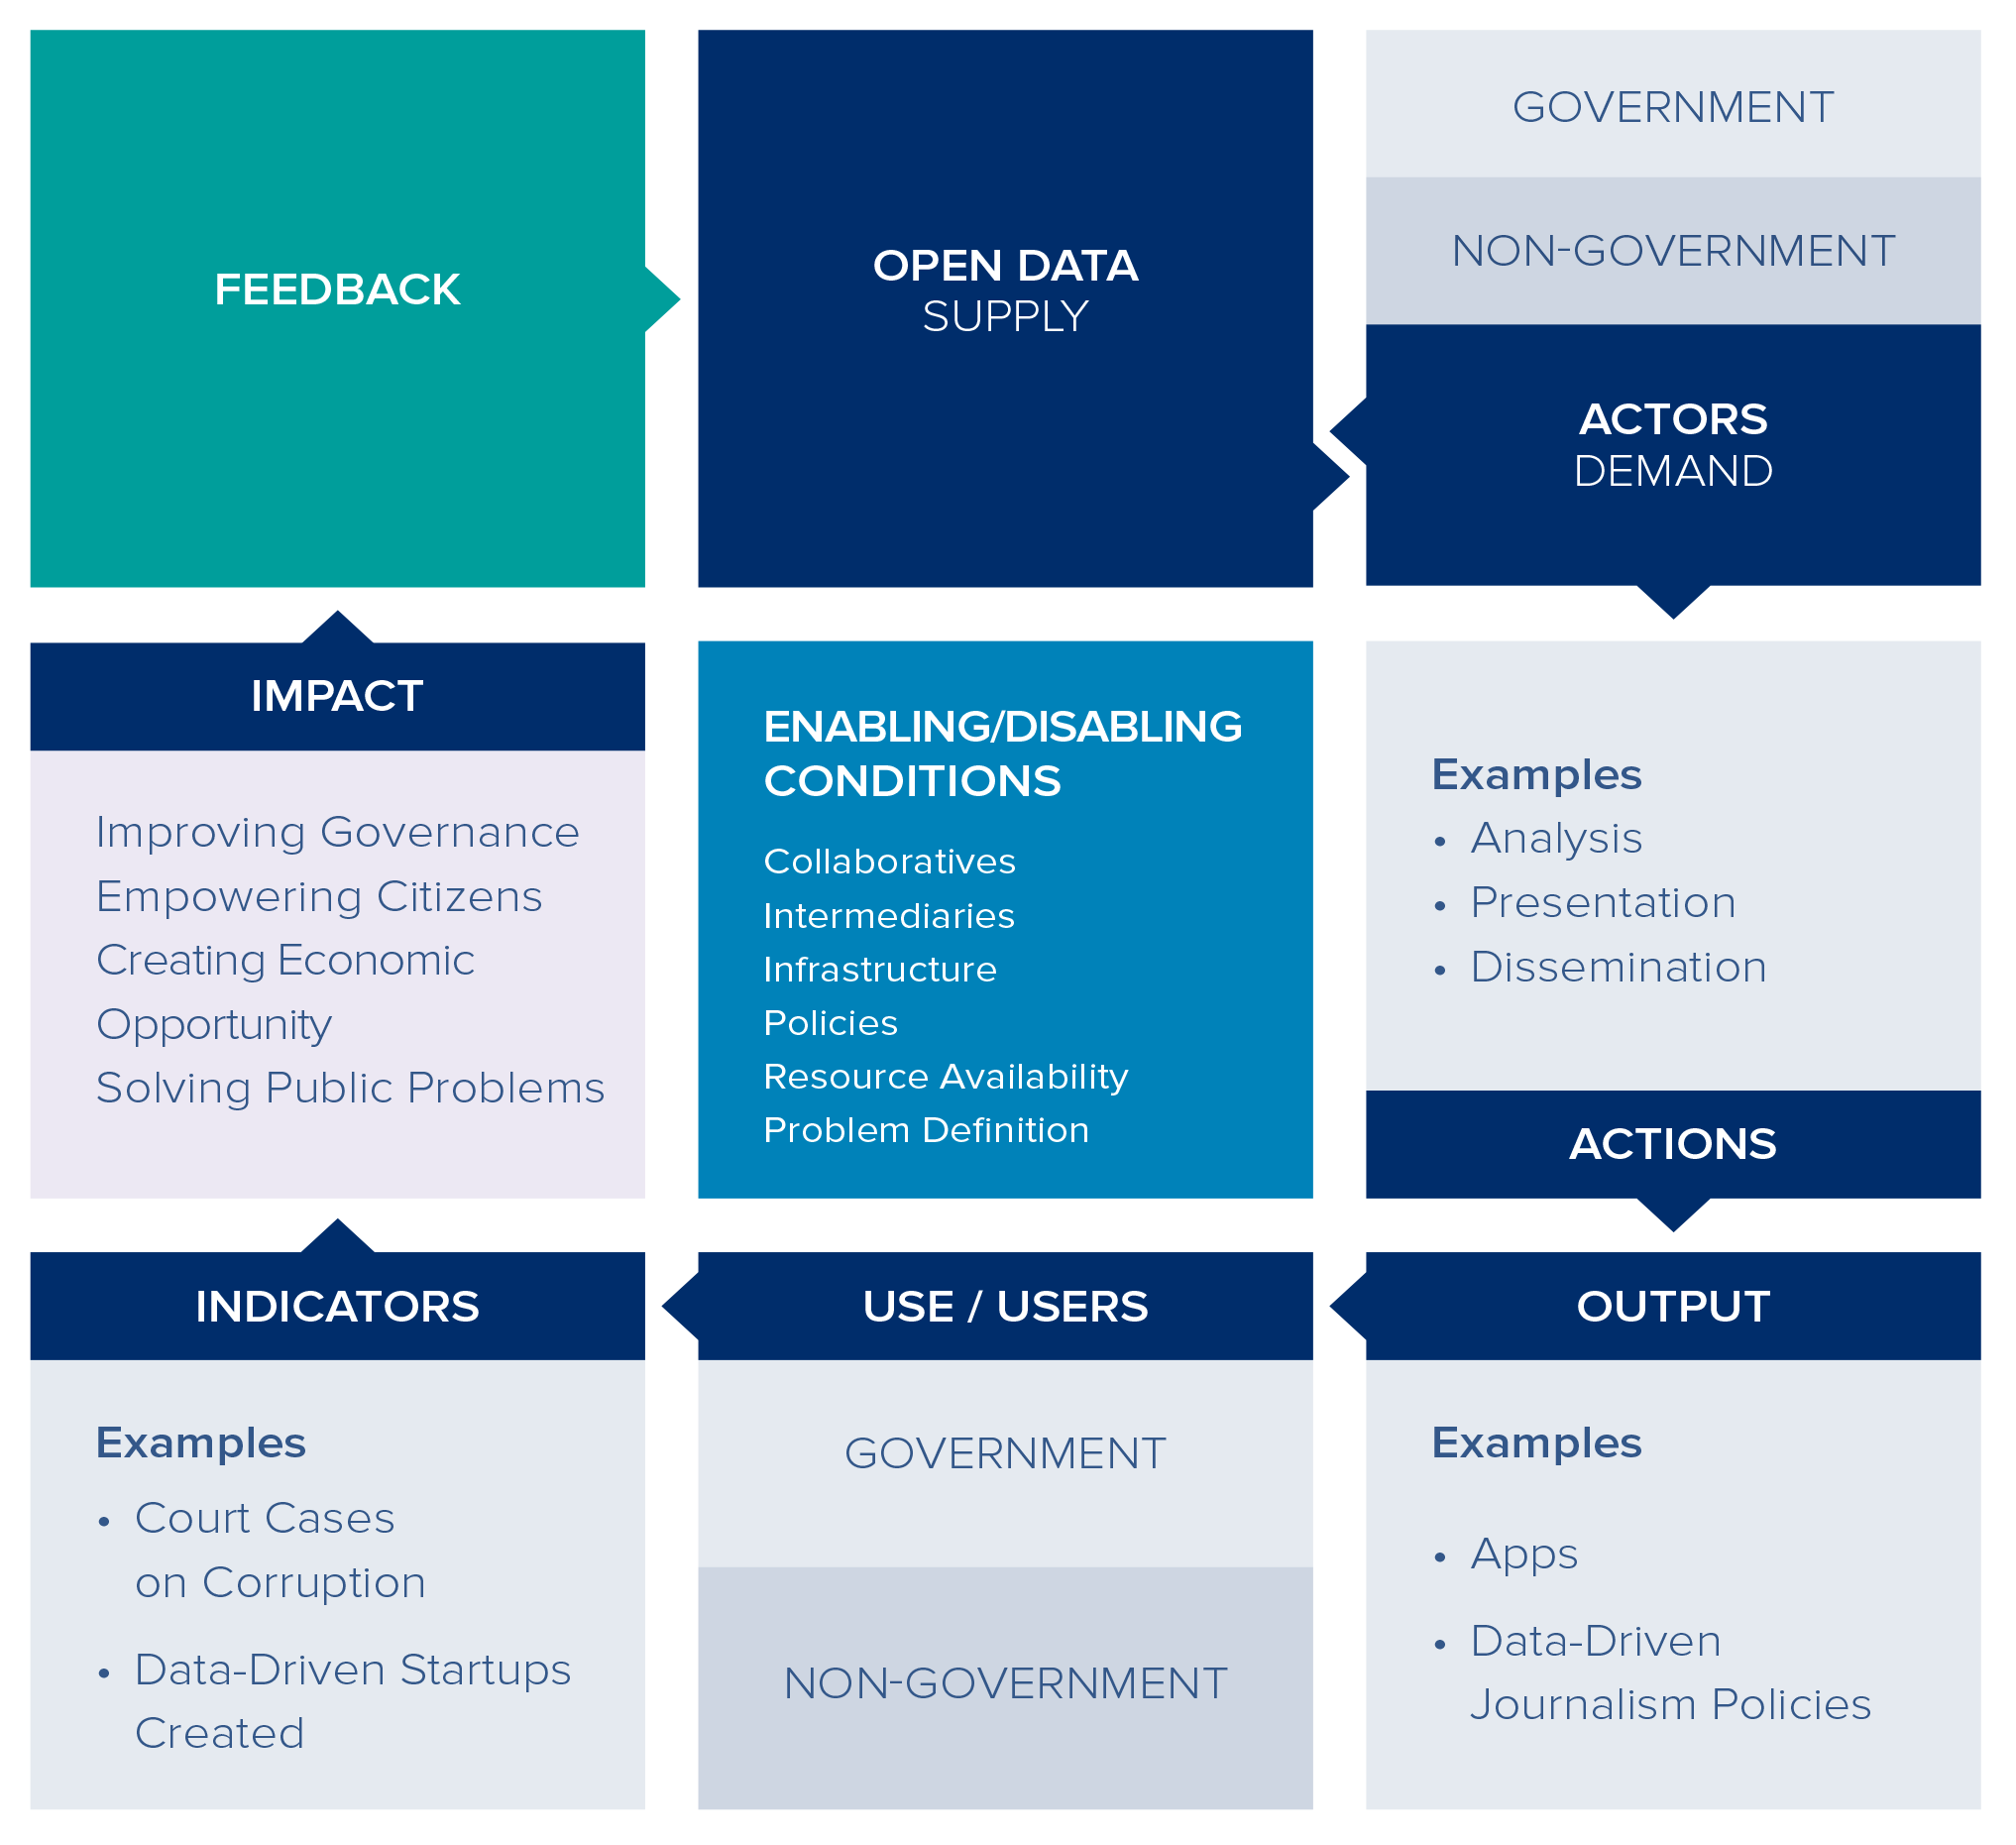 FEEDBACK
OPEN DATA
SUPPLY
GOVERNMENT
NON-GOVERNMENT
ACTORS
DEMAND
IMPACT
Improving Governance
Empowering Citizens
Creating Economic
Opportunity
Solving Public Problems
ENABLING/DISABLING
CONDITIONS
Collaboratives
Intermediaries
Infrastructure
Policies
Resource Availability
Problem Definition
Examples
• Analysis
• Presentation
• Dissemination
ACTIONS
INDICATORS
Examples
• Court Cases
on Corruption
• Data-Driven Startups
Created
USE / USERS
GOVERNMENT
NON-GOVERNMENT
OUTPUT
Examples
• Apps
• Data-Driven
Journalism Policies